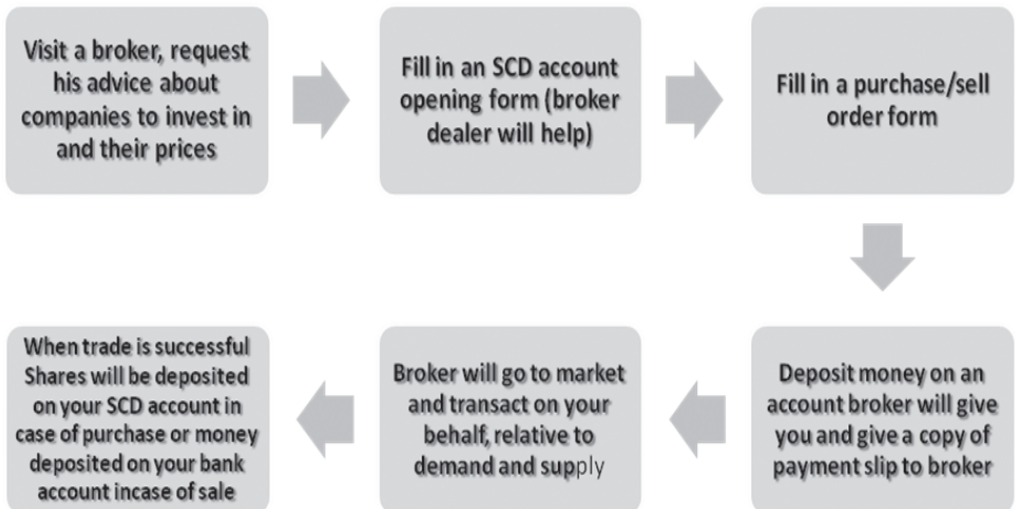 Visit a broker, request
his advice about
companies to invest in
and their prices
Fill in an SCD account
opening form (broker
dealer will help)
Fill in a purchase/sell
order form
Deposit money on an
account broker will give
you and give a copy of
payment slip to broker
Broker will go to market
and transact on your
behalf, relative to
demand and supply
When trade is successful
Shares will be deposited
on your SCD account in
case of purchase or money
deposited on your bank
account incase of sale